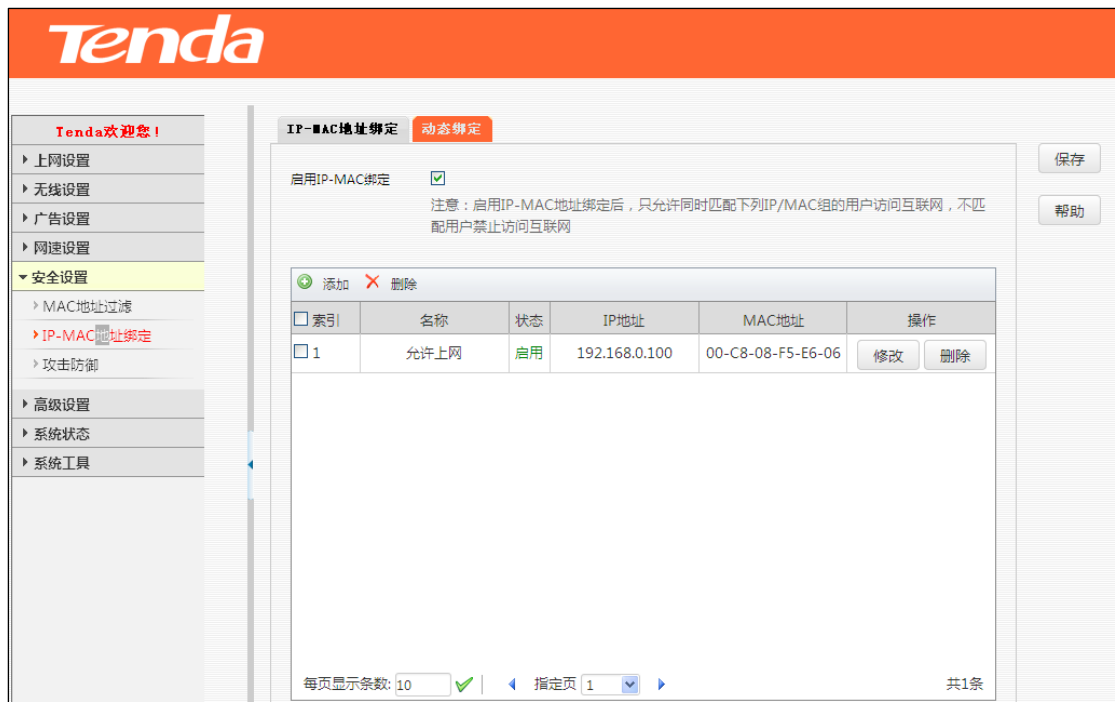 Tenda
Tenda欢迎您！
上网设置
无线设置
广告设置
网速设置
安全设置
MAC地址过滤
IP-MAC地址绑定
攻击防御
高级设置
系统状态
系统工具
IP-MAC地址绑定 动态绑定
启用IP-MAC绑定
注意：启用IP-MAC地址绑定后，只允许同时匹配下列IP/MAC组的用户访问互联网，不匹
配用户禁止访问互联网
添加 删除
索引 名称 状态 IP地址 MAC地址 操作
1 允许上网 启用 192.168.0.100 00-C8-08-F5-E6-06 修改 删除
每页显示条数: 10 指定页 1 共1条
保存
帮助